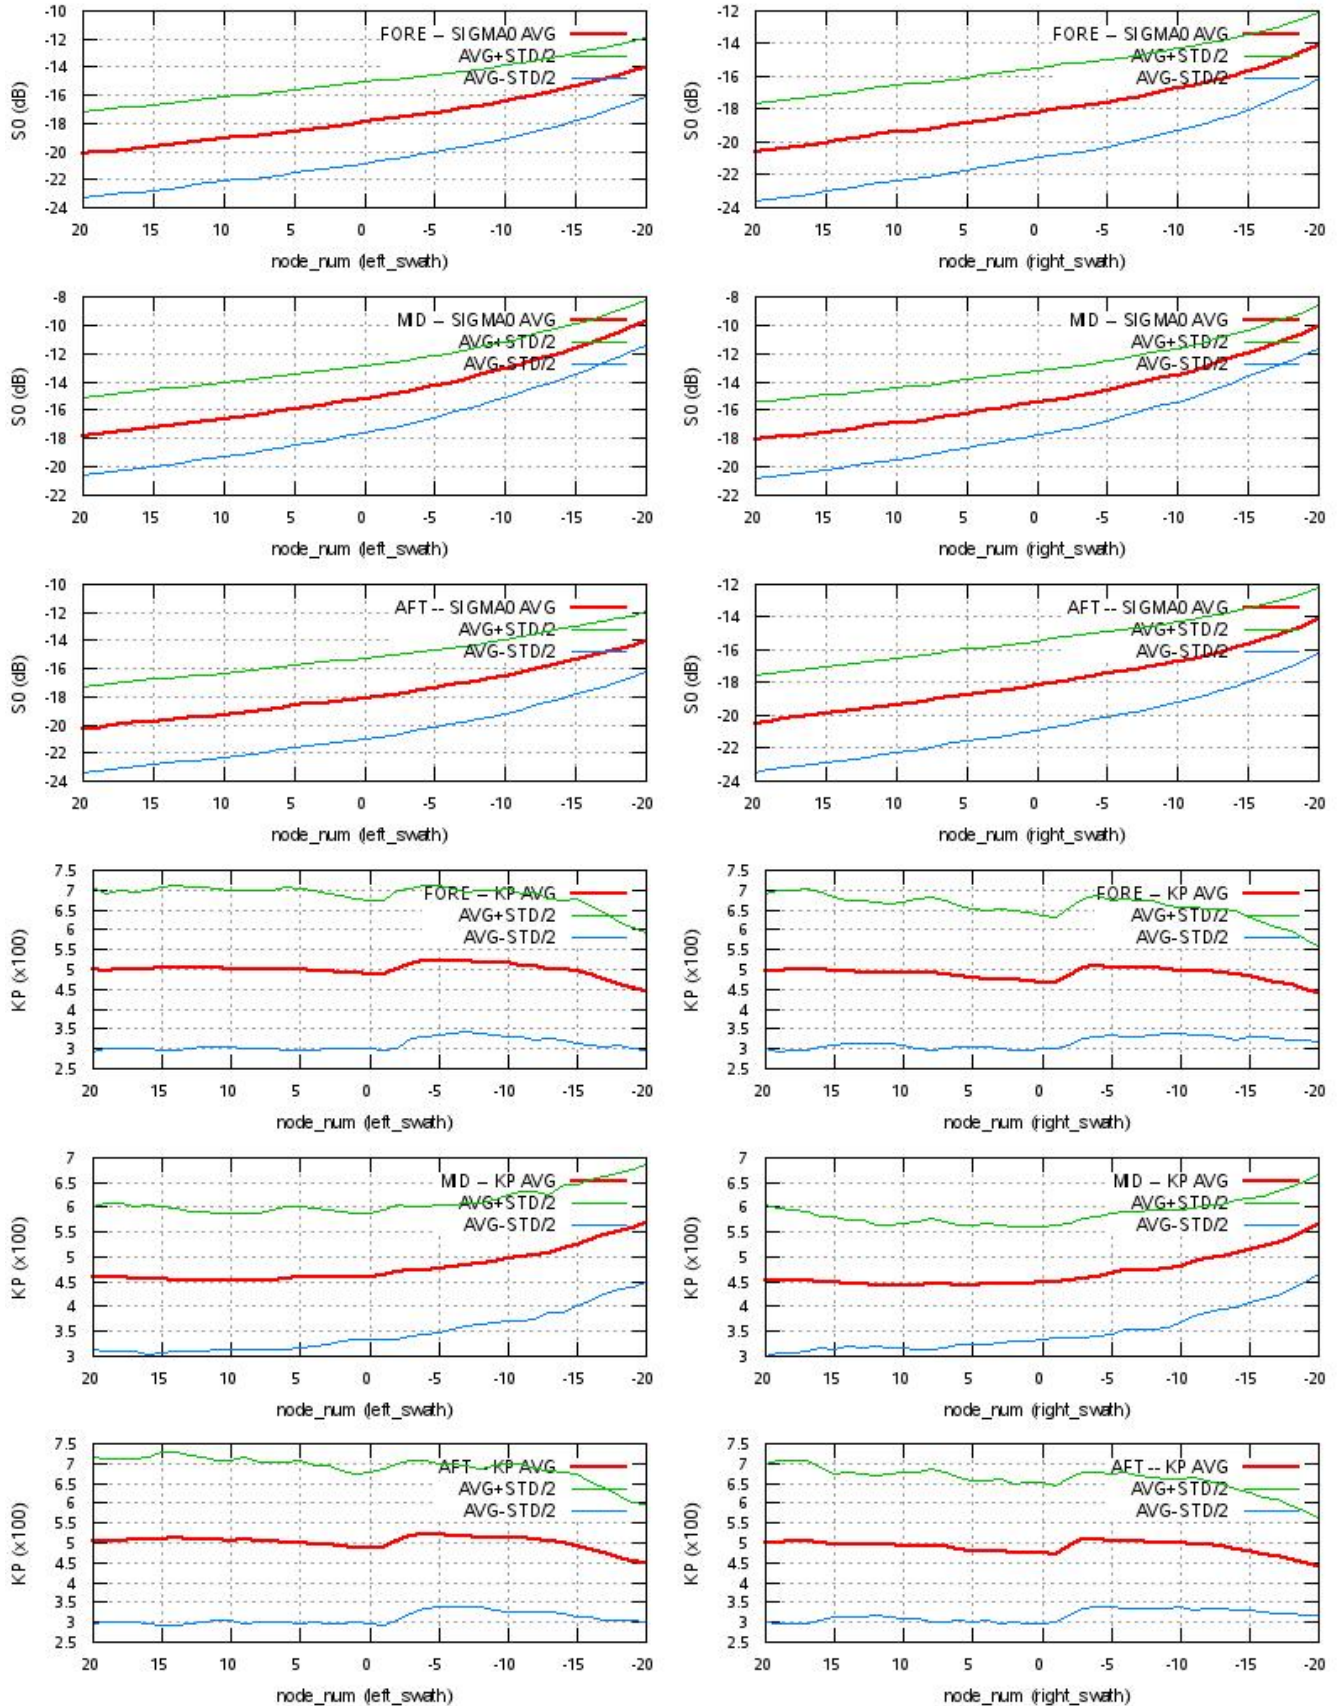 S0 (dB)
-10
-12
-14
-16
-18
-20
-22
-24
FORE – SIGMA0 AVG
AVG+STD/2
AVG-STD/2
20 15 10 5 0 -5 -10 -15 -20
node_num (left_swath)
S0 (dB)
-12
-14
-16
-18
-20
-22
-24
FORE – SIGMA0 AVG
AVG+STD/2
AVG-STD/2
20 15 10 5 0 -5 -10 -15 -20
node_num (right_swath)
S0 (dB)
-8
-10
-12
-14
-16
-18
-20
-22
MID – SIGMA0 AVG
AVG+STD/2
AVG-STD/2
20 15 10 5 0 -5 -10 -15 -20
node_num (left_swath)
S0 (dB)
-8
-10
-12
-14
-16
-18
-20
-22
MID – SIGMA0 AVG
AVG+STD/2
AVG-STD/2
20 15 10 5 0 -5 -10 -15 -20
node_num (right_swath)
S0 (dB)
-10
-12
-14
-16
-18
-20
-22
-24
AFT -- SIGMA0 AVG
AVG+STD/2
AVG-STD/2
20 15 10 5 0 -5 -10 -15 -20
node_num (left_swath)
S0 (dB)
-12
-14
-16
-18
-20
-22
-24
AFT -- SIGMA0 AVG
AVG+STD/2
AVG-STD/2
20 15 10 5 0 -5 -10 -15 -20
node_num (right_swath)
KP (x100)
7.5
7
6.5
6
5.5
5
4.5
4
3.5
3
2.5
FORE – KP AVG
AVG+STD/2
AVG-STD/2
20 15 10 5 0 -5 -10 -15 -20
node_num (left_swath)
KP (x100)
7.5
7
6.5
6
5.5
5
4.5
4
3.5
3
2.5
FORE – KP AVG
AVG+STD/2
AVG-STD/2
20 15 10 5 0 -5 -10 -15 -20
node_num (right_swath)
KP (x100)
7
6.5
6
5.5
5
4.5
4
3.5
3
MID – KP AVG
AVG+STD/2
AVG-STD/2
20 15 10 5 0 -5 -10 -15 -20
node_num (left_swath)
KP (x100)
7
6.5
6
5.5
5
4.5
4
3.5
3
MID – KP AVG
AVG+STD/2
AVG-STD/2
20 15 10 5 0 -5 -10 -15 -20
node_num (right_swath)
KP (x100)
7.5
7
6.5
6
5.5
5
4.5
4
3.5
3
2.5
AFT -- KP AVG
AVG+STD/2
AVG-STD/2
20 15 10 5 0 -5 -10 -15 -20
node_num (left_swath)
KP (x100)
7.5
7
6.5
6
5.5
5
4.5
4
3.5
3
2.5
AFT -- KP AVG
AVG+STD/2
AVG-STD/2
20 15 10 5 0 -5 -10 -15 -20
node_num (right_swath)